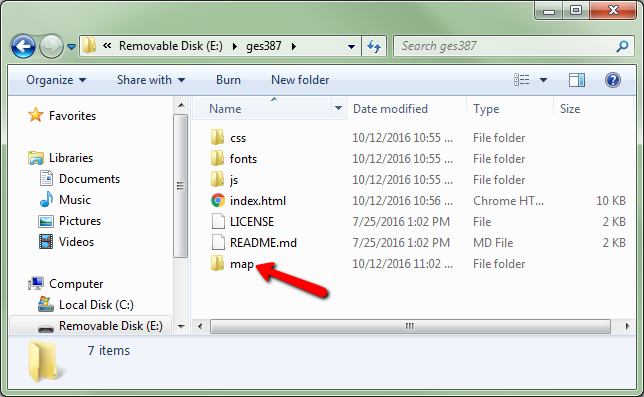 « Removable Disk (E:) ▸ ges387 ▸ Search ges387
Organize ▾ Share with ▾ Burn New folder
Name Date modified Type Size
css 10/12/2016 10:55 ... File folder
fonts 10/12/2016 10:55 ... File folder
js 10/12/2016 10:55 ... File folder
index.html 10/12/2016 10:56 ... Chrome HT... 10 KB
LICENSE 7/25/2016 1:02 PM File 2 KB
README.md 7/25/2016 1:02 PM MD File 2 KB
map 10/12/2016 11:02 ... File folder
Favorites
Libraries
Documents
Music
Pictures
Videos
Computer
Local Disk (C:)
Removable Disk (E:)
7 items